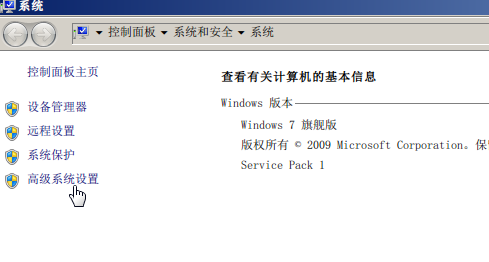 系统
控制面板 系统和安全 系统
控制面板主页
设备管理器
远程设置
系统保护
高级系统设置
查看有关计算机的基本信息
Windows 版本
Windows 7 旗舰版
版权所有 © 2009 Microsoft Corporation。保
Service Pack 1